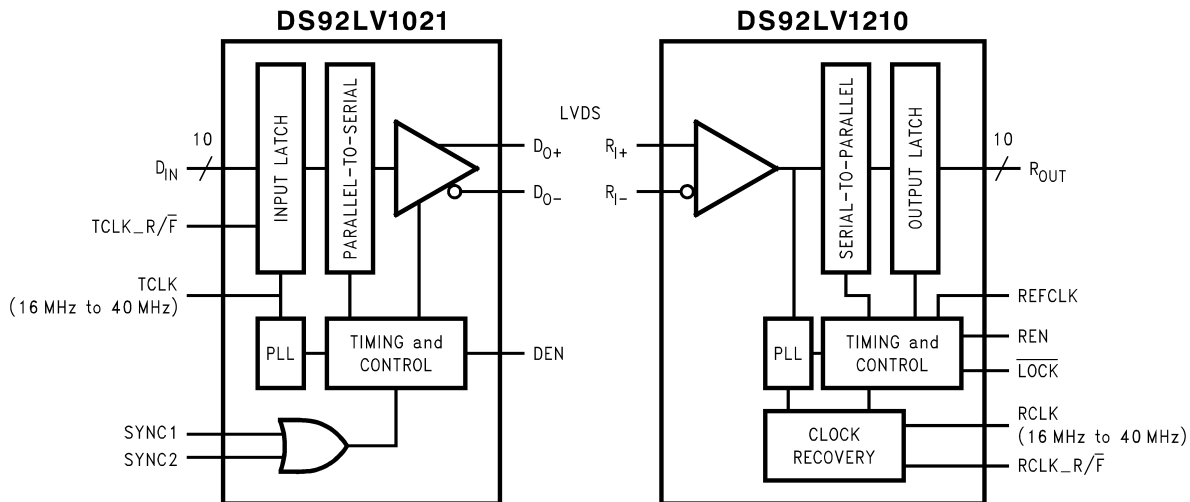 DS92LV1021
DS92LV1210
10
D_IN
TCLK_R/F̅
TCLK
(16 MHz to 40 MHz)
SYNC1
SYNC2
INPUT LATCH
PARALLEL-TO-SERIAL
PLL
TIMING and
CONTROL
D_O+
D_O-
DEN
LVDS
R_I+
R_I-
SERIAL-TO-PARALLEL
OUTPUT LATCH
PLL
TIMING and
CONTROL
CLOCK
RECOVERY
10
R_OUT
REFCLK
REN
L̅O̅C̅K̅
RCLK
(16 MHz to 40 MHz)
RCLK_R/F̅